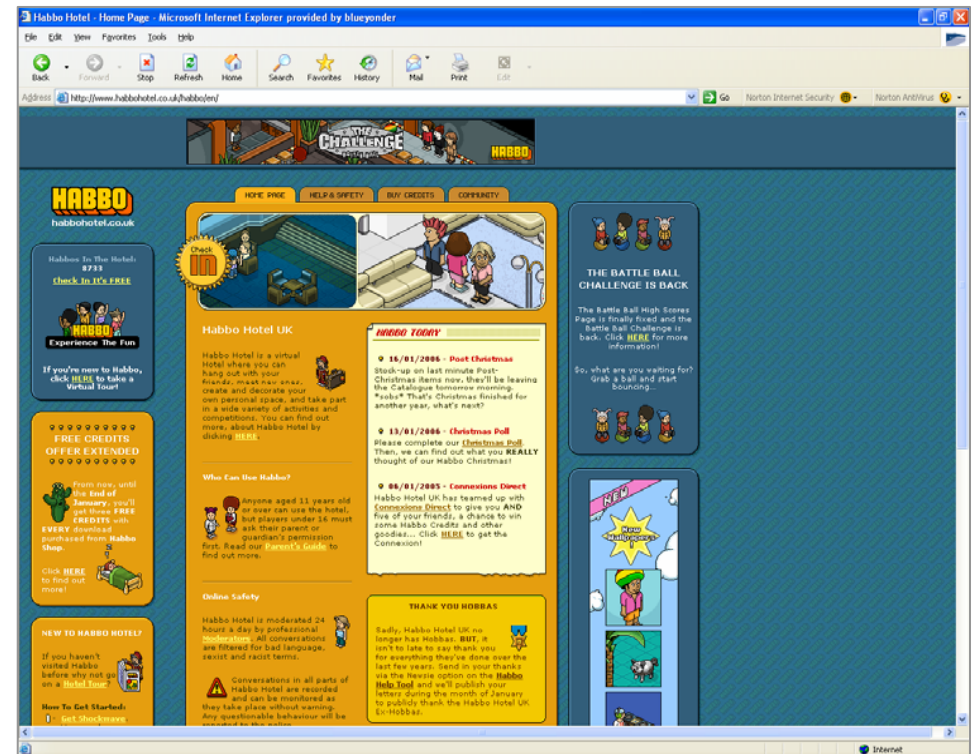 Habbo Hotel - Home Page - Microsoft Internet Explorer provided by blueyonder
File Edit View Favorites Tools Help
Back Forward Stop Refresh Home Search Favorites History Mail Print Edit
Address http://www.habbohotel.co.uk/habbo/en/ Go Norton Internet Security Norton AntiVirus
THE
CHALLENGE
HABBO
HABBO
habbohotel.co.uk
HOME PAGE HELP & SAFETY BUY CREDITS COMMUNITY
Check
in
Habbos In The Hotel:
8733
Check In It's FREE
HABBO
Experience The Fun
If you're new to Habbo,
click HERE to take a
Virtual Tour!
FREE CREDITS
OFFER EXTENDED
From now, until
the End of
January, you'll
get three FREE
CREDITS with
EVERY download
purchased from Habbo
Shop.
Click HERE
to find out
more!
NEW TO HABBO HOTEL?
If you haven't
visited Habbo
before why not go
on a Hotel Tour?
How To Get Started:
Get Shockwave.
Habbo Hotel UK
Habbo Hotel is a virtual
Hotel where you can
hang out with your
friends, meet new ones,
create and decorate your
own personal space, and take part
in a wide variety of activities and
competitions. You can find out
more, about Habbo Hotel by
clicking HERE.
Who Can Use Habbo?
Anyone aged 11 years old
or over can use the hotel,
but players under 16 must
ask their parent or
guardian's permission
first. Read our Parent's Guide to
find out more.
Online Safety
Habbo Hotel is moderated 24
hours a day by professional
Moderators. All conversations
are filtered for bad language,
sexist and racist terms.
Conversations in all parts of
Habbo Hotel are recorded
and can be monitored as
they take place without warning.
Any questionable behaviour will be
reported to the police.
HABBO TODAY
16/01/2006 - Post Christmas
Stock-up on last minute Post-
Christmas items now, they'll be leaving
the Catalogue tomorrow morning.
*sobs* That's Christmas finished for
another year, what's next?
13/01/2006 - Christmas Poll
Please complete our Christmas Poll.
Then, we can find out what you REALLY
thought of our Habbo Christmas!
06/01/2005 - Connexions Direct
Habbo Hotel UK has teamed up with
Connexions Direct to give you AND
five of your friends, a chance to win
some Habbo Credits and other
goodies... Click HERE to get the
Connexion!
THANK YOU HOBBAS
Sadly, Habbo Hotel UK no
longer has Hobbas. BUT, it
isn't to late to say thank you
for everything they've done over the
last few years. Send in your thanks
via the Newsie option on the Habbo
Help Tool and we'll publish your
letters during the month of January
to publicly thank the Habbo Hotel UK
Ex-Hobbas.
THE BATTLE BALL
CHALLENGE IS BACK
The Battle Ball High Scores
Page is finally fixed and the
Battle Ball Challenge is
back. Click HERE for more
information!
So, what are you waiting for?
Grab a ball and start
bouncing...
NEW
New
Wallpapers!
Internet